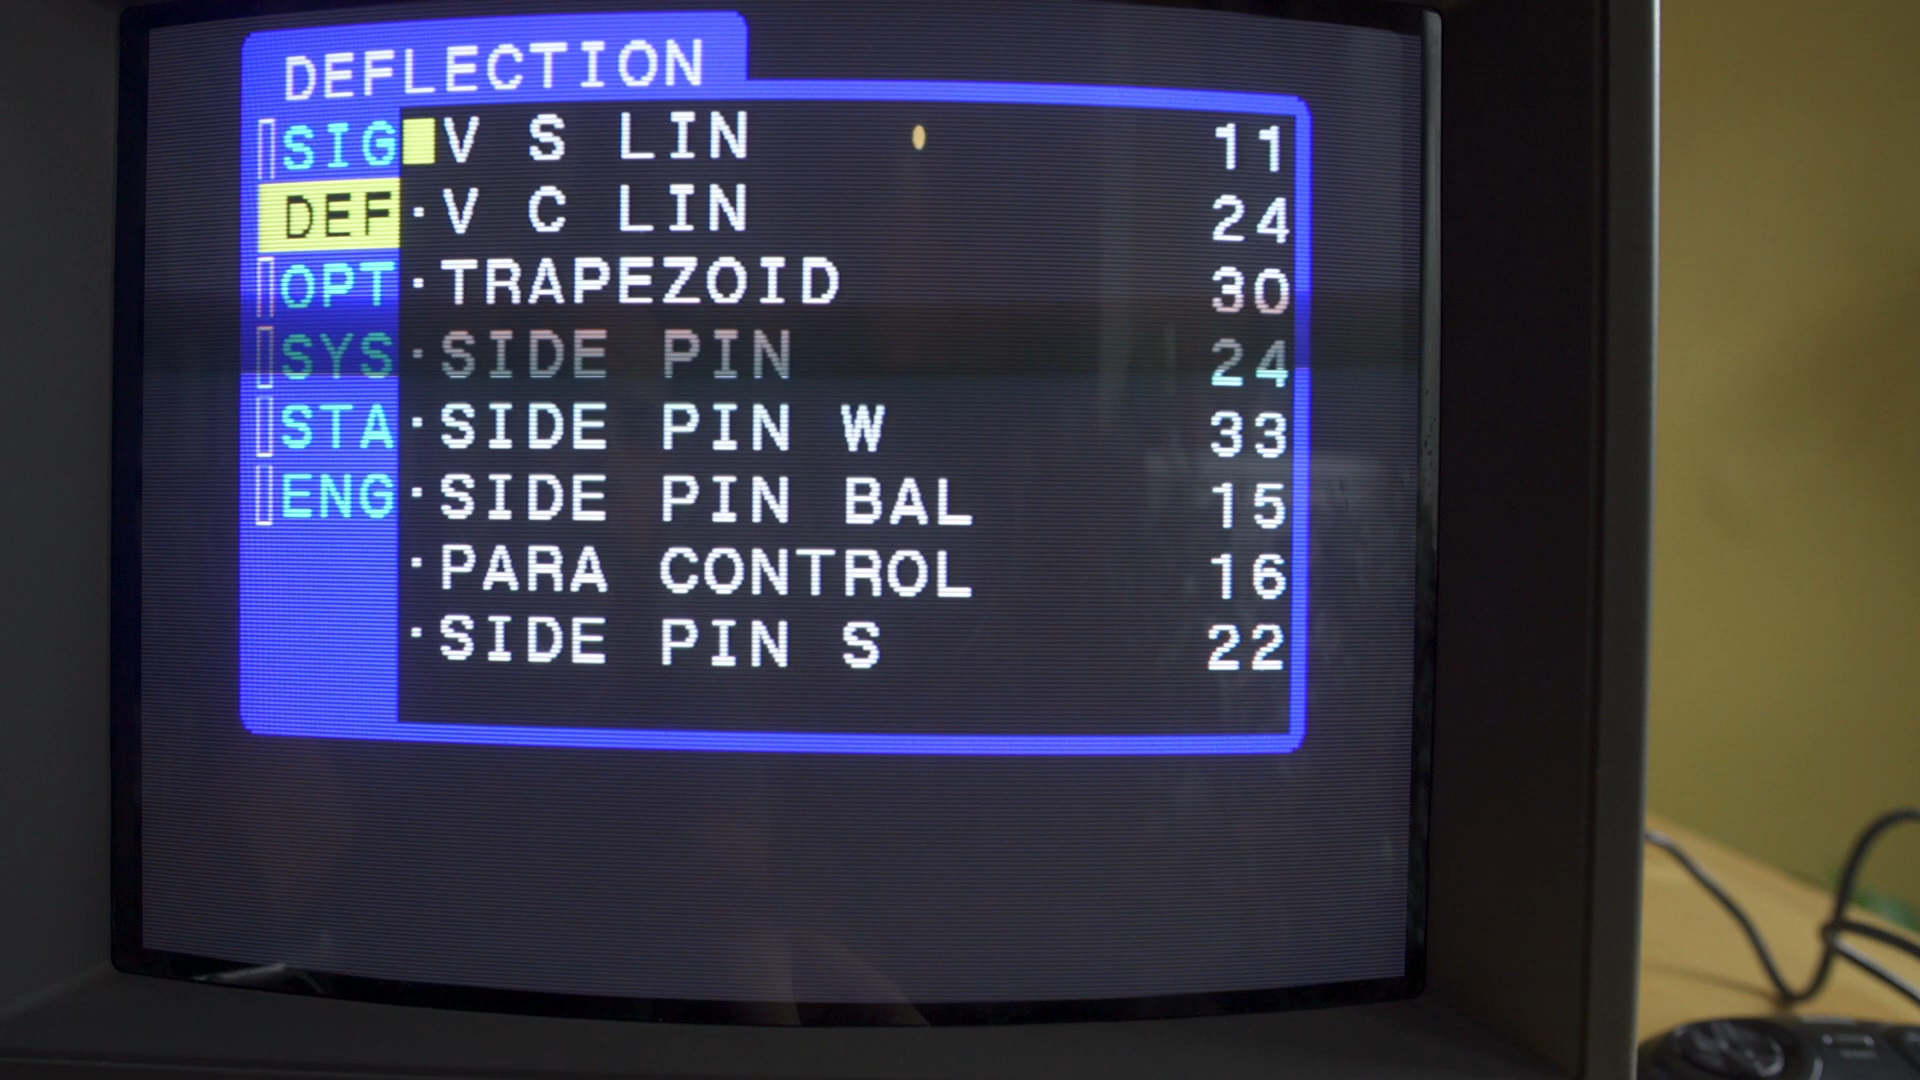 DEFLECTION
SIG V S LIN 11
DEF ·V C LIN 24
OPT ·TRAPEZOID 30
SYS ·SIDE PIN 24
STA ·SIDE PIN W 33
ENG ·SIDE PIN BAL 15
·PARA CONTROL 16
·SIDE PIN S 22